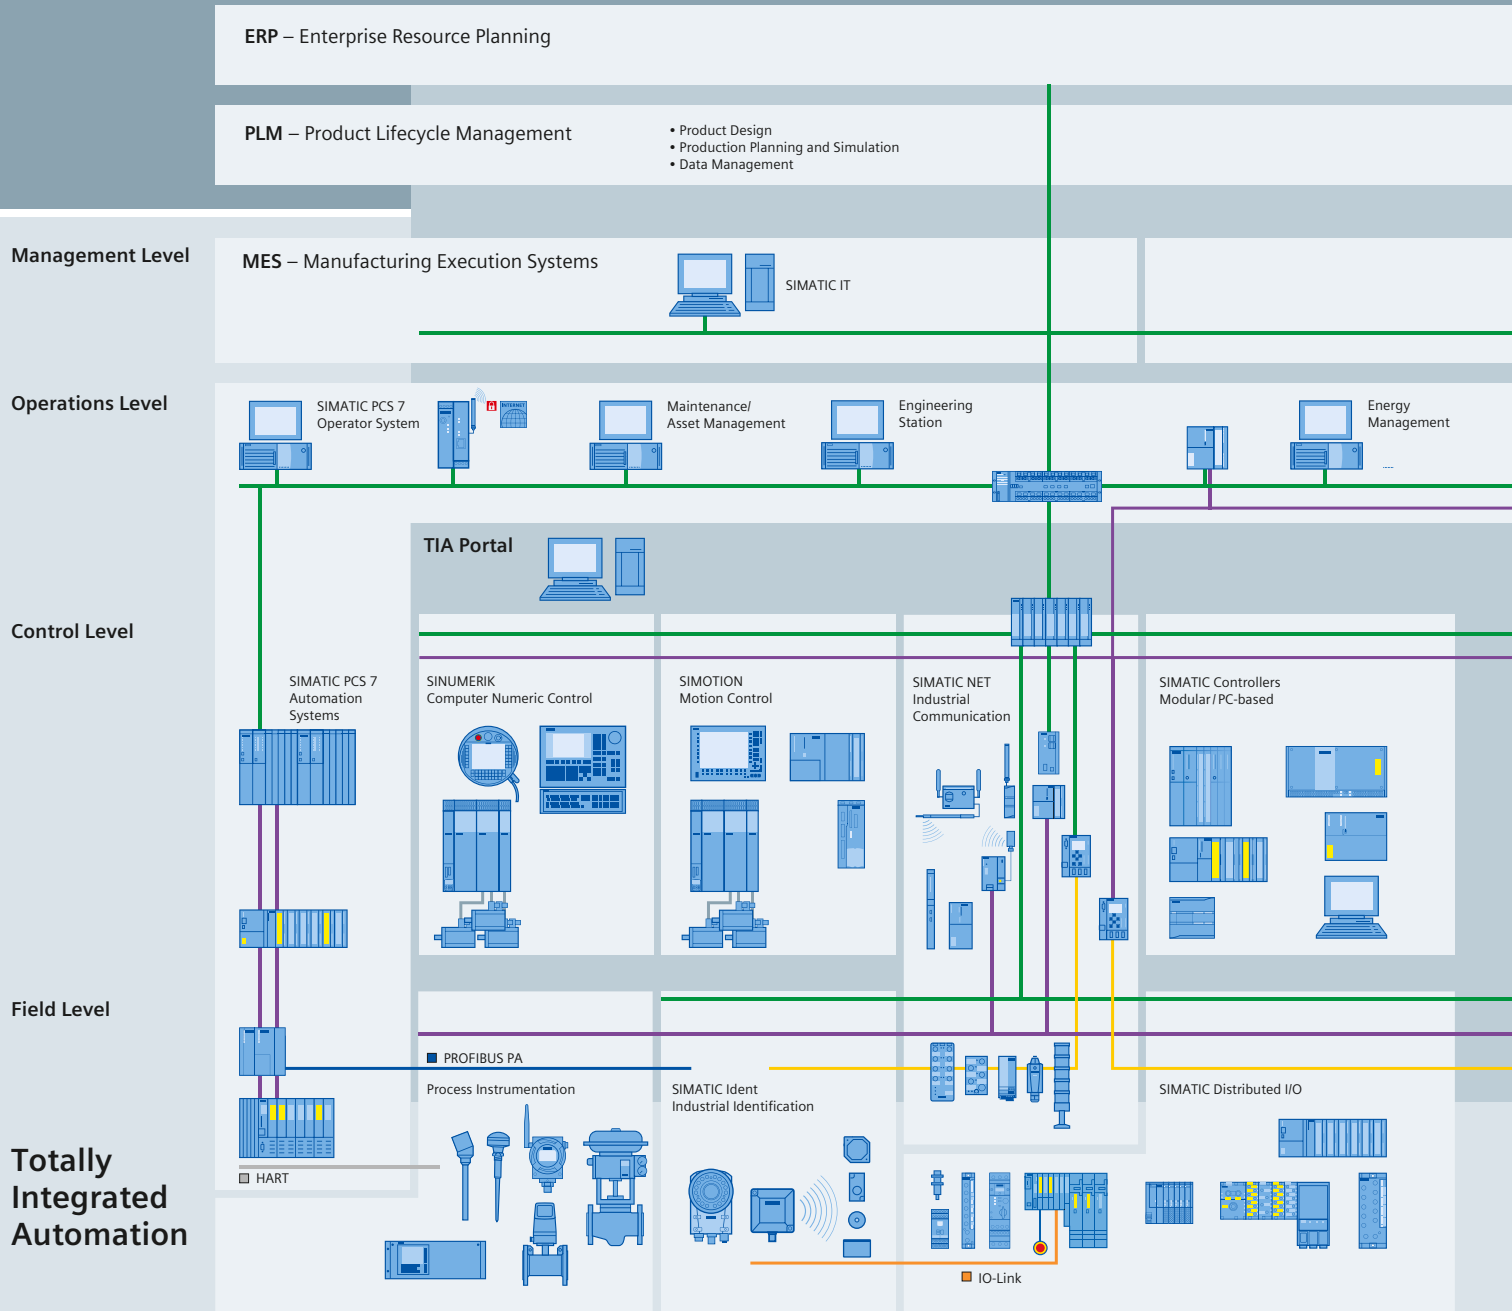 ERP – Enterprise Resource Planning
PLM – Product Lifecycle Management
• Product Design
• Production Planning and Simulation
• Data Management
Management Level
MES – Manufacturing Execution Systems
SIMATIC IT
Operations Level
SIMATIC PCS 7
Operator System
INTERNET
Maintenance/
Asset Management
Engineering
Station
Energy
Management
TIA Portal
Control Level
SIMATIC PCS 7
Automation
Systems
SINUMERIK
Computer Numeric Control
SIMOTION
Motion Control
SIMATIC NET
Industrial
Communication
SIMATIC Controllers
Modular/PC-based
Field Level
PROFIBUS PA
Process Instrumentation
SIMATIC Ident
Industrial Identification
SIMATIC Distributed I/O
HART
IO-Link
Totally
Integrated
Automation